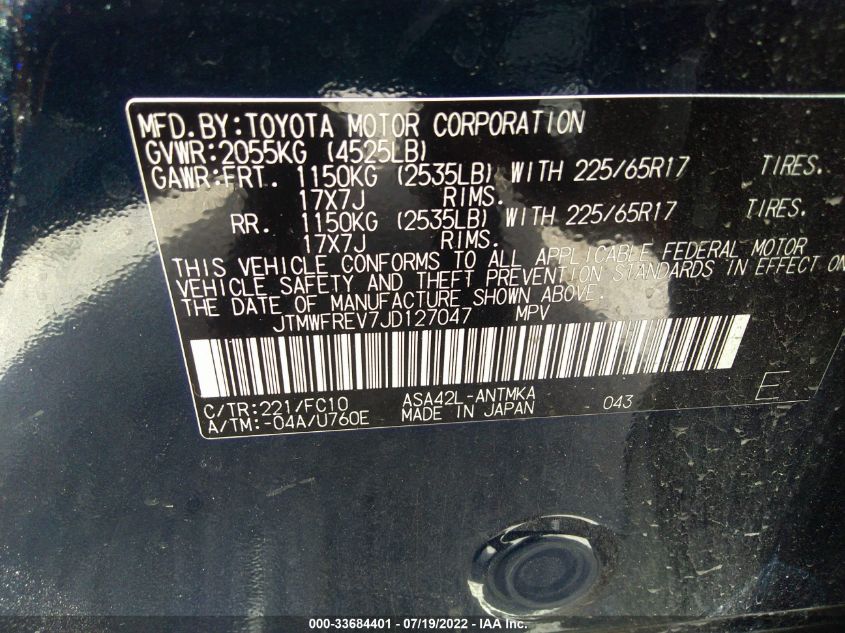 MFD.BY:TOYOTA MOTOR CORPORATION
GVWR:2055KG (4525LB)
GAWR:FRT. 1150KG (2535LB) WITH 225/65R17 TIRES.
17X7J RIMS.
RR. 1150KG (2535LB) WITH 225/65R17 TIRES.
17X7J RIMS.
THIS VEHICLE CONFORMS TO ALL APPLICABLE FEDERAL MOTOR
VEHICLE SAFETY AND THEFT PREVENTION STANDARDS IN EFFECT ON
THE DATE OF MANUFACTURE SHOWN ABOVE.
JTMWFREV7JD127047 MPV
C/TR:221/FC10 ASA42L-ANTMKA 043 E
A/TM:-04A/U760E MADE IN JAPAN
000-33684401 - 07/19/2022 - IAA Inc.